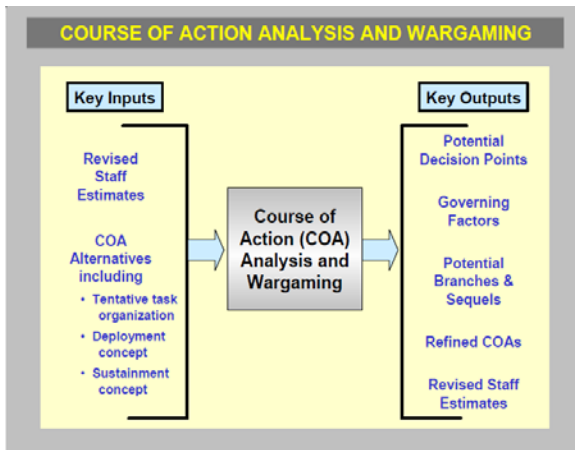 COURSE OF ACTION ANALYSIS AND WARGAMING
Key Inputs
Revised
Staff
Estimates
COA
Alternatives
including
• Tentative task
organization
• Deployment
concept
• Sustainment
concept
Course of
Action (COA)
Analysis and
Wargaming
Key Outputs
Potential
Decision Points
Governing
Factors
Potential
Branches &
Sequels
Refined COAs
Revised Staff
Estimates